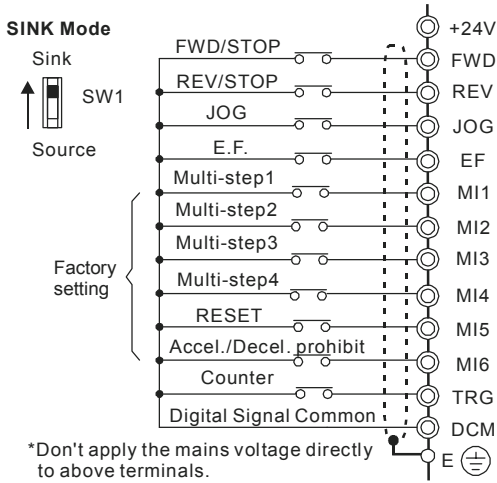 SINK Mode
Sink
SW1
Source
+24V
FWD/STOP FWD
REV/STOP REV
JOG JOG
E.F. EF
Multi-step1 MI1
Multi-step2 MI2
Multi-step3 MI3
Factory
setting
Multi-step4 MI4
RESET MI5
Accel./Decel. prohibit MI6
Counter TRG
Digital Signal Common DCM
*Don't apply the mains voltage directly
to above terminals.
E